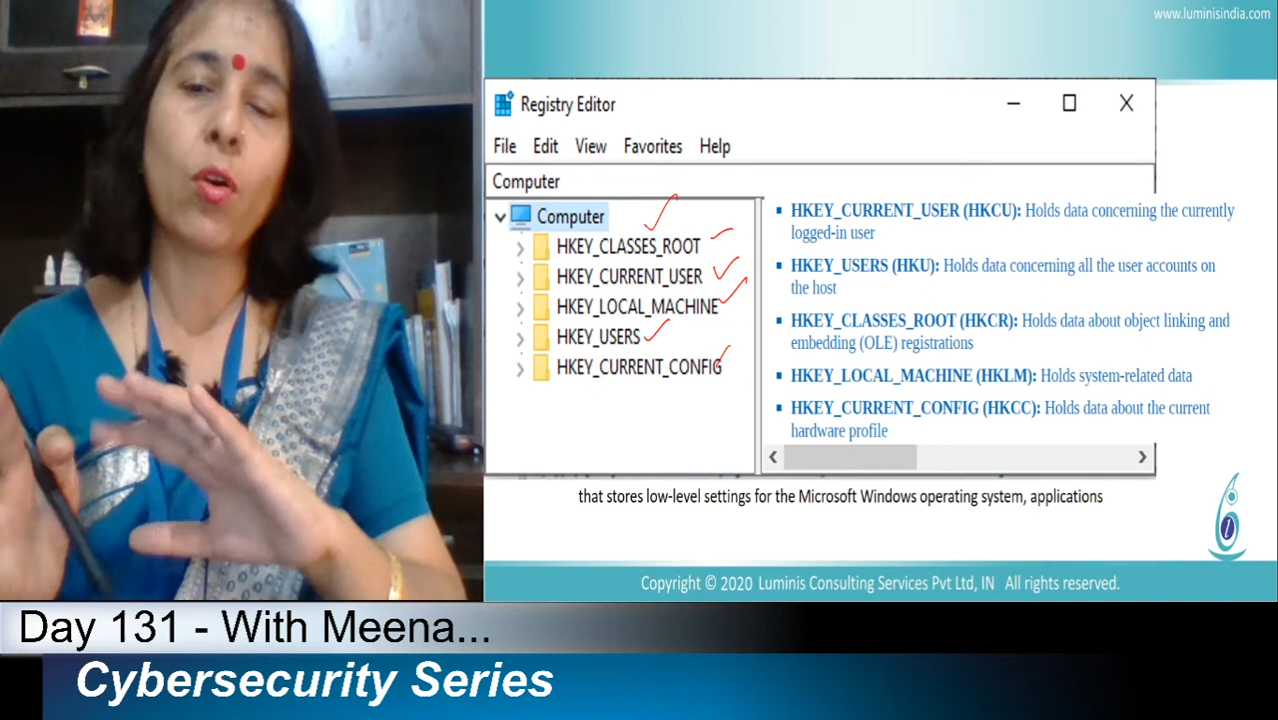 www.luminisindia.com
Registry Editor
File Edit View Favorites Help
Computer
Computer
HKEY_CLASSES_ROOT
HKEY_CURRENT_USER
HKEY_LOCAL_MACHINE
HKEY_USERS
HKEY_CURRENT_CONFIG
▪ HKEY_CURRENT_USER (HKCU): Holds data concerning the currently
logged-in user
▪ HKEY_USERS (HKU): Holds data concerning all the user accounts on
the host
▪ HKEY_CLASSES_ROOT (HKCR): Holds data about object linking and
embedding (OLE) registrations
▪ HKEY_LOCAL_MACHINE (HKLM): Holds system-related data
▪ HKEY_CURRENT_CONFIG (HKCC): Holds data about the current
hardware profile
that stores low-level settings for the Microsoft Windows operating system, applications
Copyright © 2020 Luminis Consulting Services Pvt Ltd, IN All rights reserved.
Day 131 - With Meena...
Cybersecurity Series